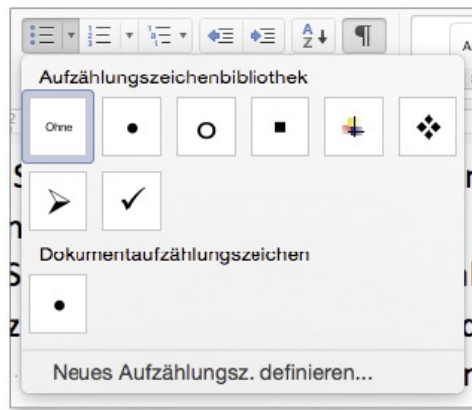 Aufzählungszeichenbibliothek
Ohne
Dokumentaufzählungszeichen
Neues Aufzählungsz. definieren...